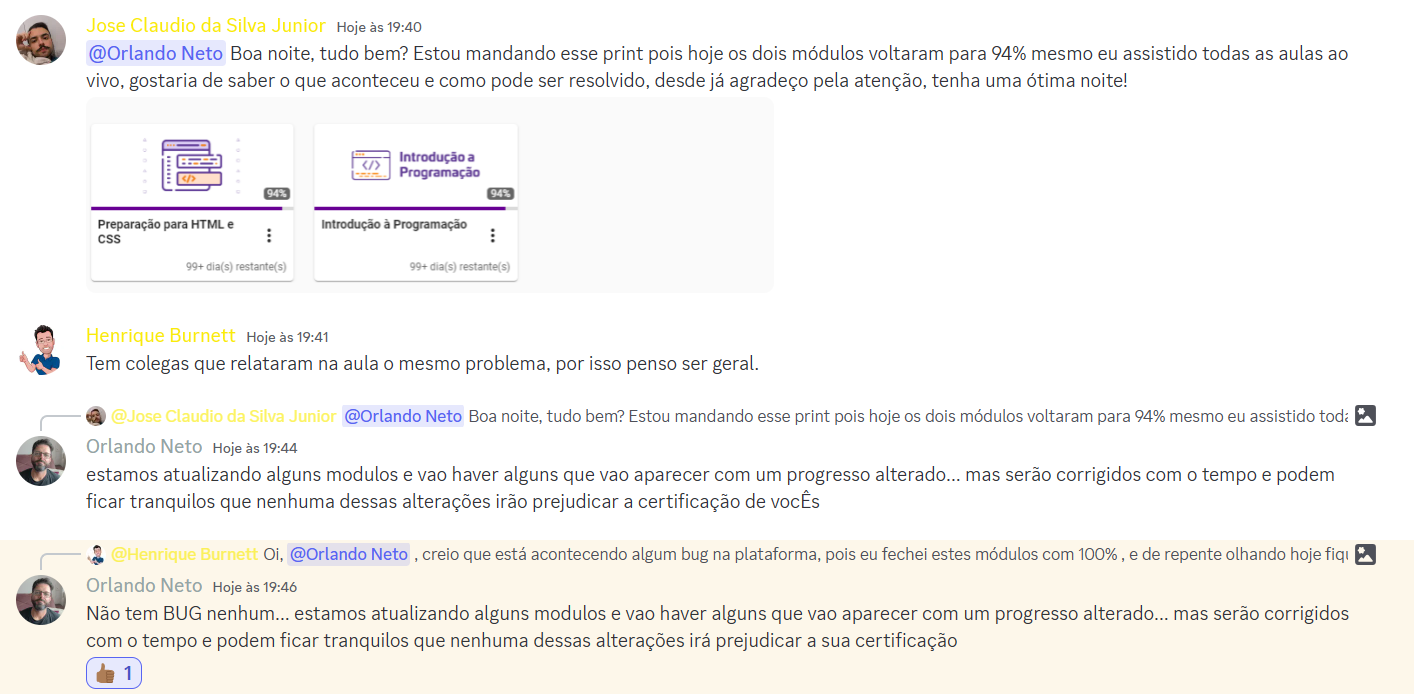 Jose Claudio da Silva Junior Hoje às 19:40
@Orlando Neto Boa noite, tudo bem? Estou mandando esse print pois hoje os dois módulos voltaram para 94% mesmo eu assistido todas as aulas ao
vivo, gostaria de saber o que aconteceu e como pode ser resolvido, desde já agradeço pela atenção, tenha uma ótima noite!
Introdução a
Programação
94%
94%
Preparação para HTML e
CSS
Introdução à Programação
99+ dia(s) restante(s)
99+ dia(s) restante(s)
Henrique Burnett Hoje às 19:41
Tem colegas que relataram na aula o mesmo problema, por isso penso ser geral.
@Jose Claudio da Silva Junior @Orlando Neto Boa noite, tudo bem? Estou mandando esse print pois hoje os dois módulos voltaram para 94% mesmo eu assistido toda
Orlando Neto Hoje às 19:44
estamos atualizando alguns modulos e vao haver alguns que vao aparecer com um progresso alterado... mas serão corrigidos com o tempo e podem
ficar tranquilos que nenhuma dessas alterações irão prejudicar a certificação de vocÊs
@Henrique Burnett Oi, @Orlando Neto , creio que está acontecendo algum bug na plataforma, pois eu fechei estes módulos com 100% , e de repente olhando hoje fiqu
Orlando Neto Hoje às 19:46
Não tem BUG nenhum... estamos atualizando alguns modulos e vao haver alguns que vao aparecer com um progresso alterado... mas serão corrigidos
com o tempo e podem ficar tranquilos que nenhuma dessas alterações irá prejudicar a sua certificação
1